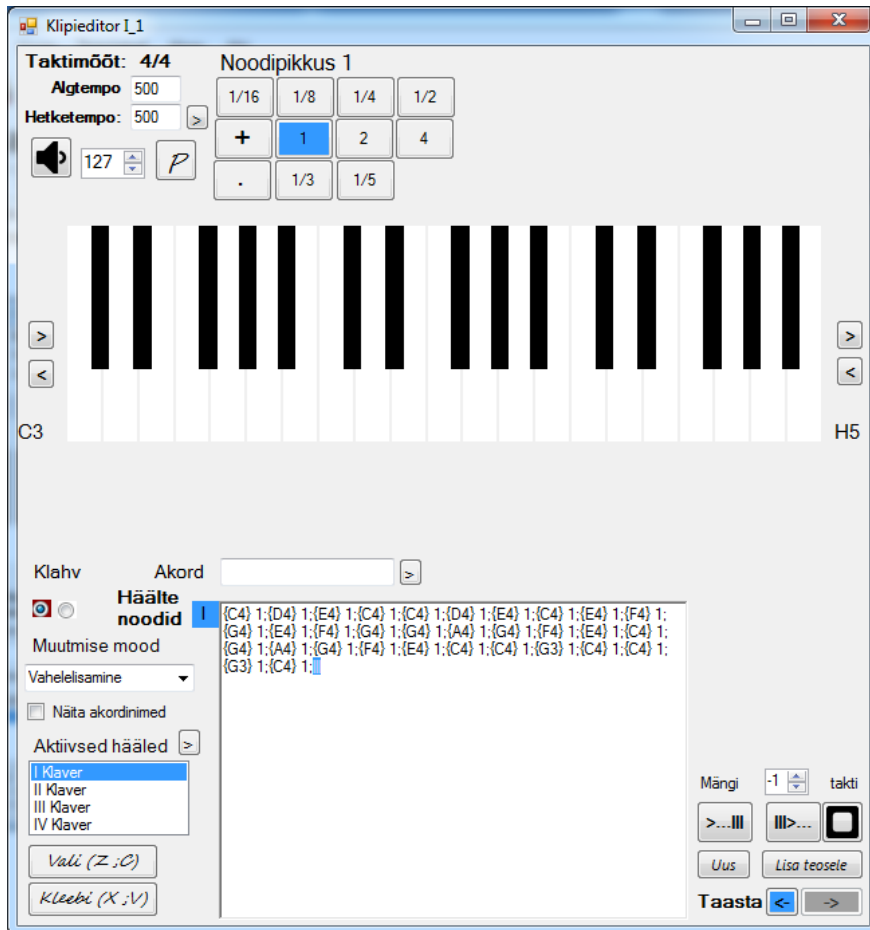 Klipieditor I_1
Taktimõõt: 4/4
Noodipikkus 1
Algtempo 500
Hetketempo: 500 >
127 P
1/16 1/8 1/4 1/2
+ 1 2 4
. 1/3 1/5
> >
< <
C3 H5
Klahv Akord >
Häälte noodid I
{C4} 1;{D4} 1;{E4} 1;{C4} 1;{C4} 1;{D4} 1;{E4} 1;{C4} 1;{E4} 1;{F4} 1;
{G4} 1;{E4} 1;{F4} 1;{G4} 1;{G4} 1;{A4} 1;{G4} 1;{F4} 1;{E4} 1;{C4} 1;
{G4} 1;{A4} 1;{G4} 1;{F4} 1;{E4} 1;{C4} 1;{C4} 1;{G3} 1;{C4} 1;{C4} 1;
{G3} 1;{C4} 1;
Muutmise mood
Vahelelisamine
Näita akordinimed
Aktiivsed hääled >
I Klaver
II Klaver
III Klaver
IV Klaver
Vali (Z ;C)
Kleebi (X ;V)
Mängi -1 takti
>...III III>...
Uus Lisa teosele
Taasta <- ->